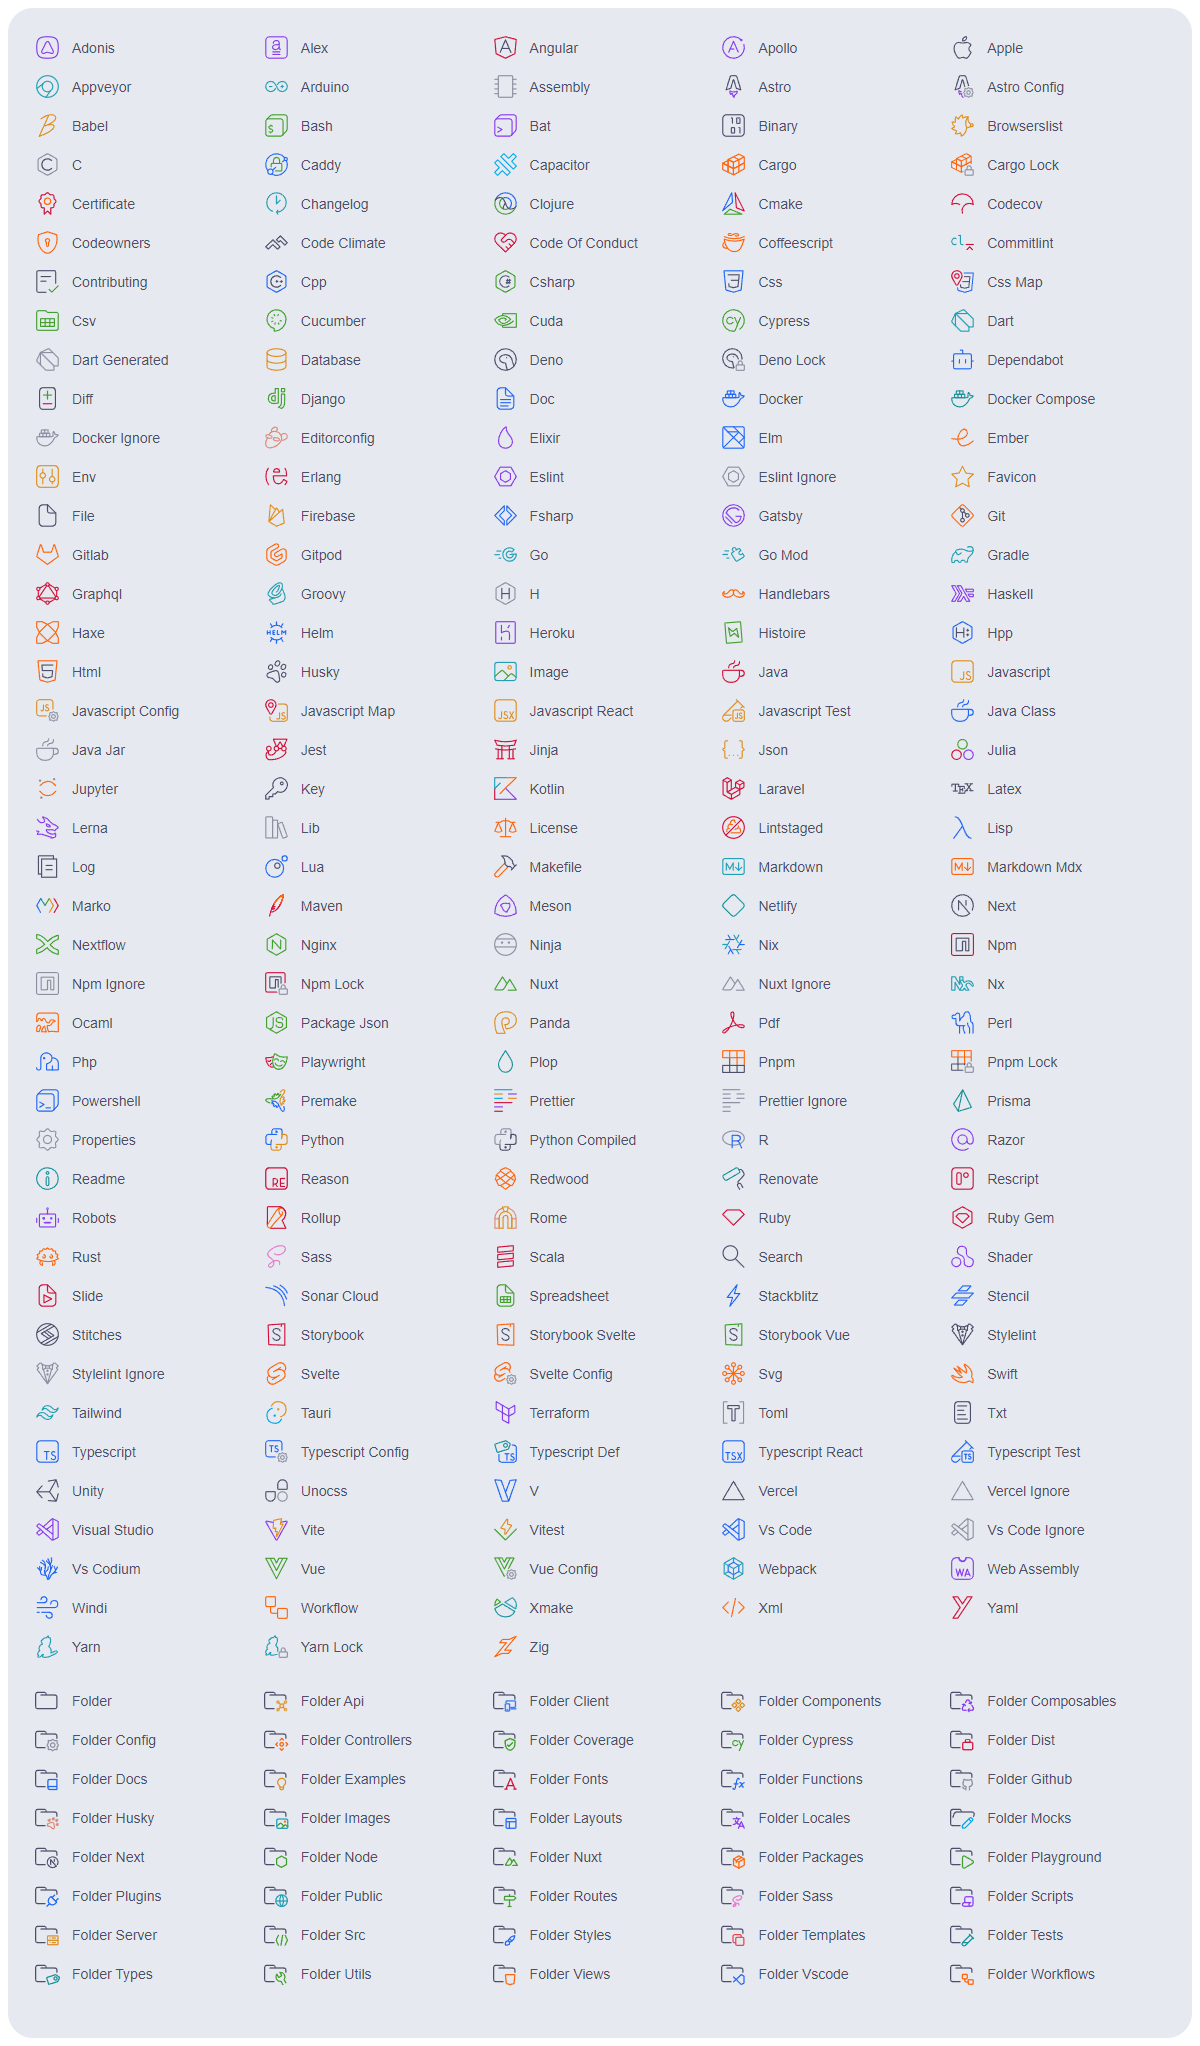 Adonis Alex Angular Apollo Apple
Appveyor Arduino Assembly Astro Astro Config
Babel Bash Bat Binary Browserslist
C Caddy Capacitor Cargo Cargo Lock
Certificate Changelog Clojure Cmake Codecov
Codeowners Code Climate Code Of Conduct Coffeescript Commitlint
Contributing Cpp Csharp Css Css Map
Csv Cucumber Cuda Cypress Dart
Dart Generated Database Deno Deno Lock Dependabot
Diff Django Doc Docker Docker Compose
Docker Ignore Editorconfig Elixir Elm Ember
Env Erlang Eslint Eslint Ignore Favicon
File Firebase Fsharp Gatsby Git
Gitlab Gitpod Go Go Mod Gradle
Graphql Groovy H Handlebars Haskell
Haxe Helm Heroku Histoire Hpp
Html Husky Image Java Javascript
Javascript Config Javascript Map Javascript React Javascript Test Java Class
Java Jar Jest Jinja Json Julia
Jupyter Key Kotlin Laravel Latex
Lerna Lib License Lintstaged Lisp
Log Lua Makefile Markdown Markdown Mdx
Marko Maven Meson Netlify Next
Nextflow Nginx Ninja Nix Npm
Npm Ignore Npm Lock Nuxt Nuxt Ignore Nx
Ocaml Package Json Panda Pdf Perl
Php Playwright Plop Pnpm Pnpm Lock
Powershell Premake Prettier Prettier Ignore Prisma
Properties Python Python Compiled R Razor
Readme Reason Redwood Renovate Rescript
Robots Rollup Rome Ruby Ruby Gem
Rust Sass Scala Search Shader
Slide Sonar Cloud Spreadsheet Stackblitz Stencil
Stitches Storybook Storybook Svelte Storybook Vue Stylelint
Stylelint Ignore Svelte Svelte Config Svg Swift
Tailwind Tauri Terraform Toml Txt
Typescript Typescript Config Typescript Def Typescript React Typescript Test
Unity Unocss V Vercel Vercel Ignore
Visual Studio Vite Vitest Vs Code Vs Code Ignore
Vs Codium Vue Vue Config Webpack Web Assembly
Windi Workflow Xmake Xml Yaml
Yarn Yarn Lock Zig
Folder Folder Api Folder Client Folder Components Folder Composables
Folder Config Folder Controllers Folder Coverage Folder Cypress Folder Dist
Folder Docs Folder Examples Folder Fonts Folder Functions Folder Github
Folder Husky Folder Images Folder Layouts Folder Locales Folder Mocks
Folder Next Folder Node Folder Nuxt Folder Packages Folder Playground
Folder Plugins Folder Public Folder Routes Folder Sass Folder Scripts
Folder Server Folder Src Folder Styles Folder Templates Folder Tests
Folder Types Folder Utils Folder Views Folder Vscode Folder Workflows